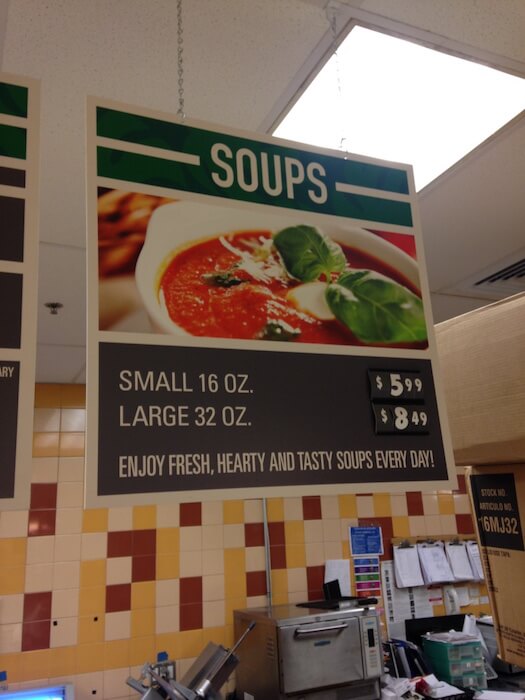 SOUPS
SMALL 16 OZ.
$ 5 99
LARGE 32 OZ.
$ 8 49
ENJOY FRESH, HEARTY AND TASTY SOUPS EVERY DAY!
ARY
STOCK NO.
ARTICULO NO.
16MJ32